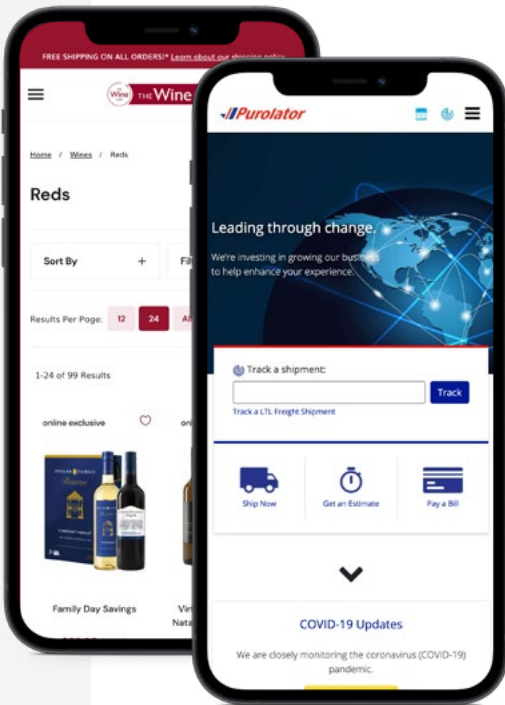 FREE SHIPPING ON ALL ORDERS!* Learn about our shipping policy
Wine
THE Wine
Home / Wines / Reds
Reds
Sort By +
Results Per Page: 12 24
1-24 of 99 Results
online exclusive
Family Day Savings
Purolator
Leading through change.
We're investing in growing our business
to help enhance your experience.
Track a shipment:
Track
Track a LTL Freight Shipment
Ship Now
Get an Estimate
Pay a Bill
COVID-19 Updates
We are closely monitoring the coronavirus (COVID-19)
pandemic.